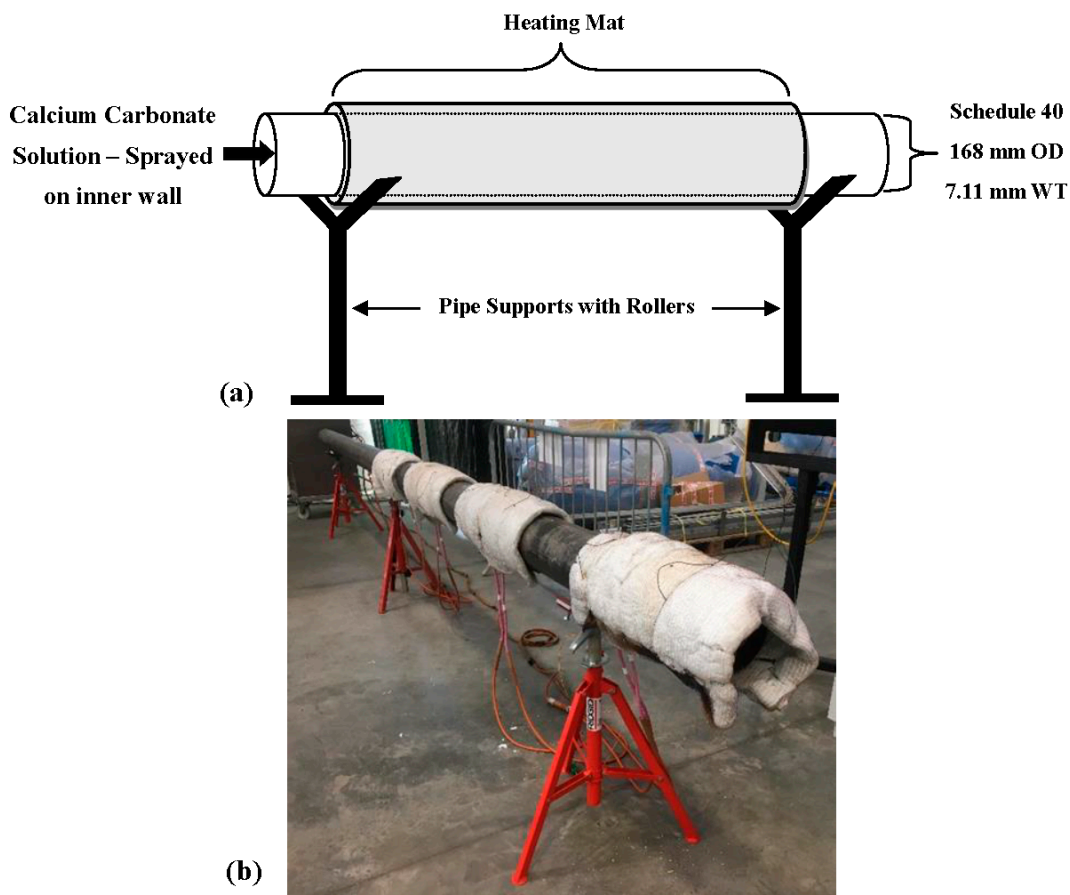 Heating Mat
Calcium Carbonate
Solution – Sprayed
on inner wall
Schedule 40
168 mm OD
7.11 mm WT
Pipe Supports with Rollers
(a)
RIDGID
(b)